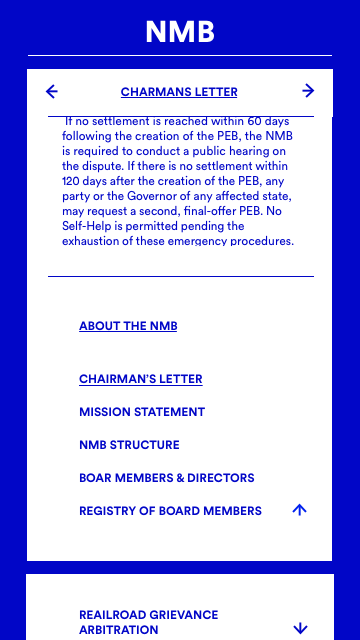 NMB
CHARMANS LETTER
If no settlement is reached within 60 days
following the creation of the PEB, the NMB
is required to conduct a public hearing on
the dispute. If there is no settlement within
120 days after the creation of the PEB, any
party or the Governor of any affected state,
may request a second, final-offer PEB. No
Self-Help is permitted pending the
exhaustion of these emergency procedures.
ABOUT THE NMB
CHAIRMAN'S LETTER
MISSION STATEMENT
NMB STRUCTURE
BOAR MEMBERS & DIRECTORS
REGISTRY OF BOARD MEMBERS
REAILROAD GRIEVANCE
ARBITRATION